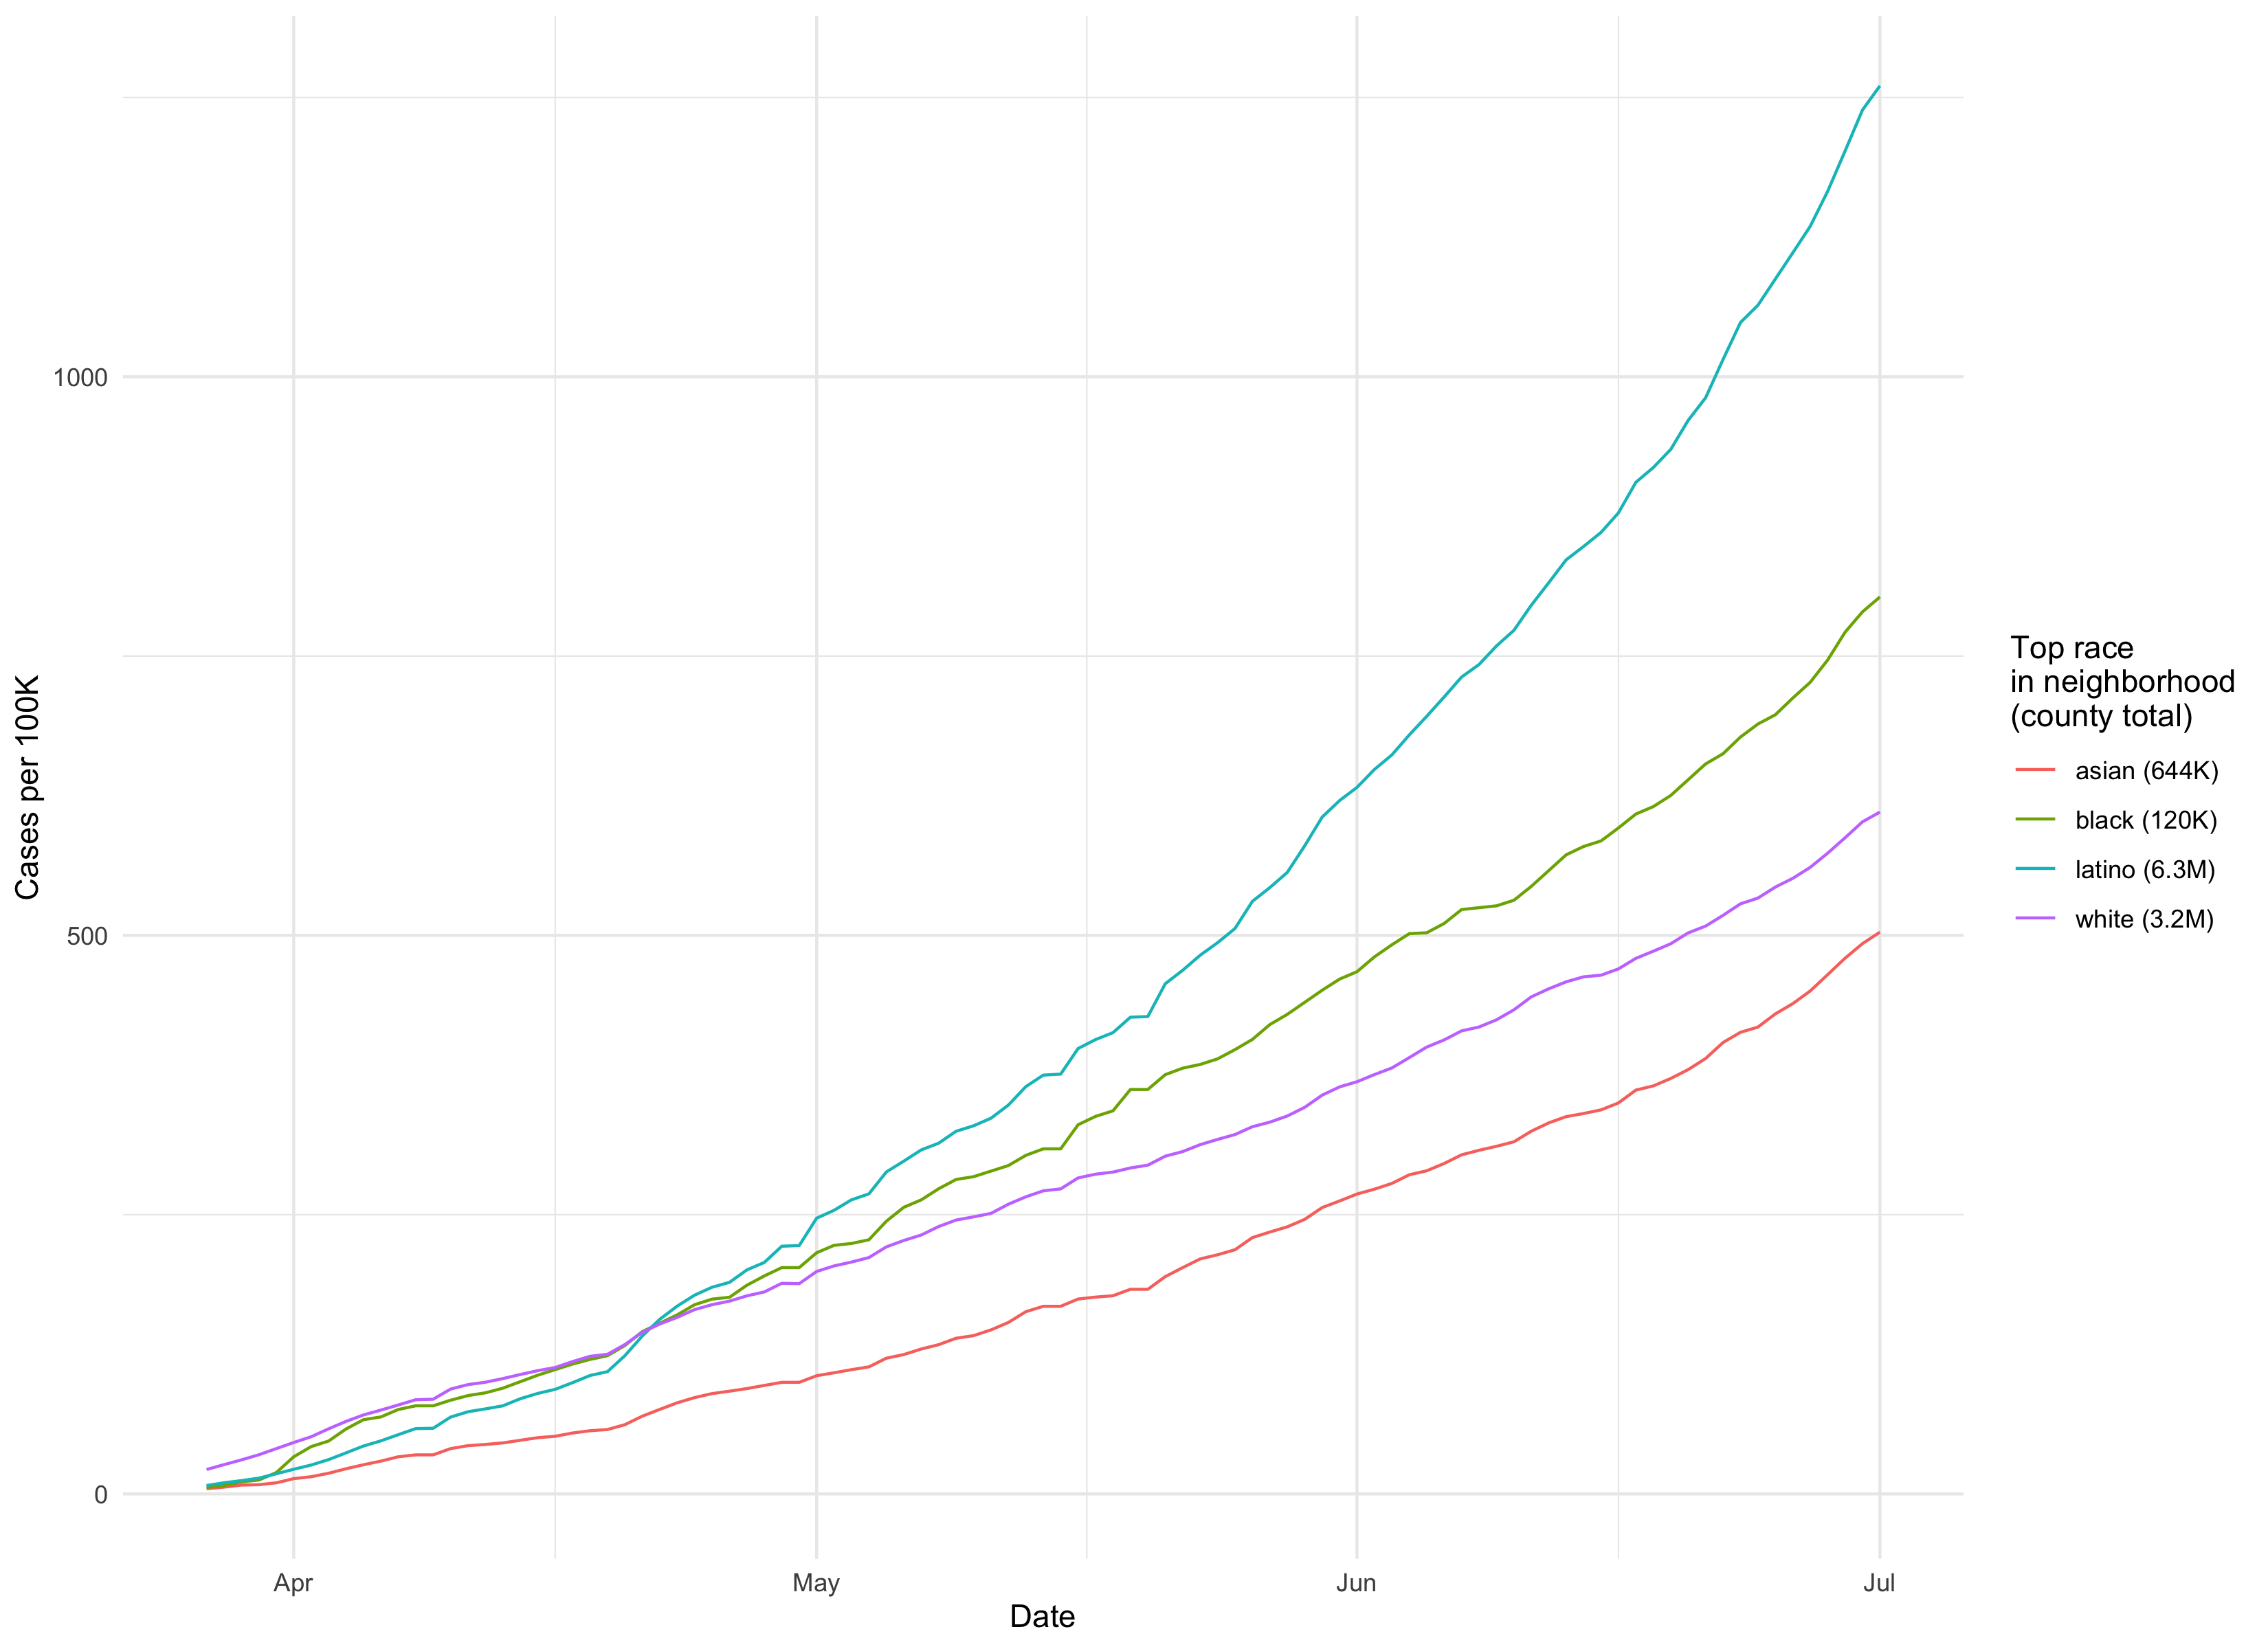 1000
500
0
Cases per 100K
Apr
May
Jun
Jul
Date
Top race
in neighborhood
(county total)
asian (644K)
black (120K)
latino (6.3M)
white (3.2M)